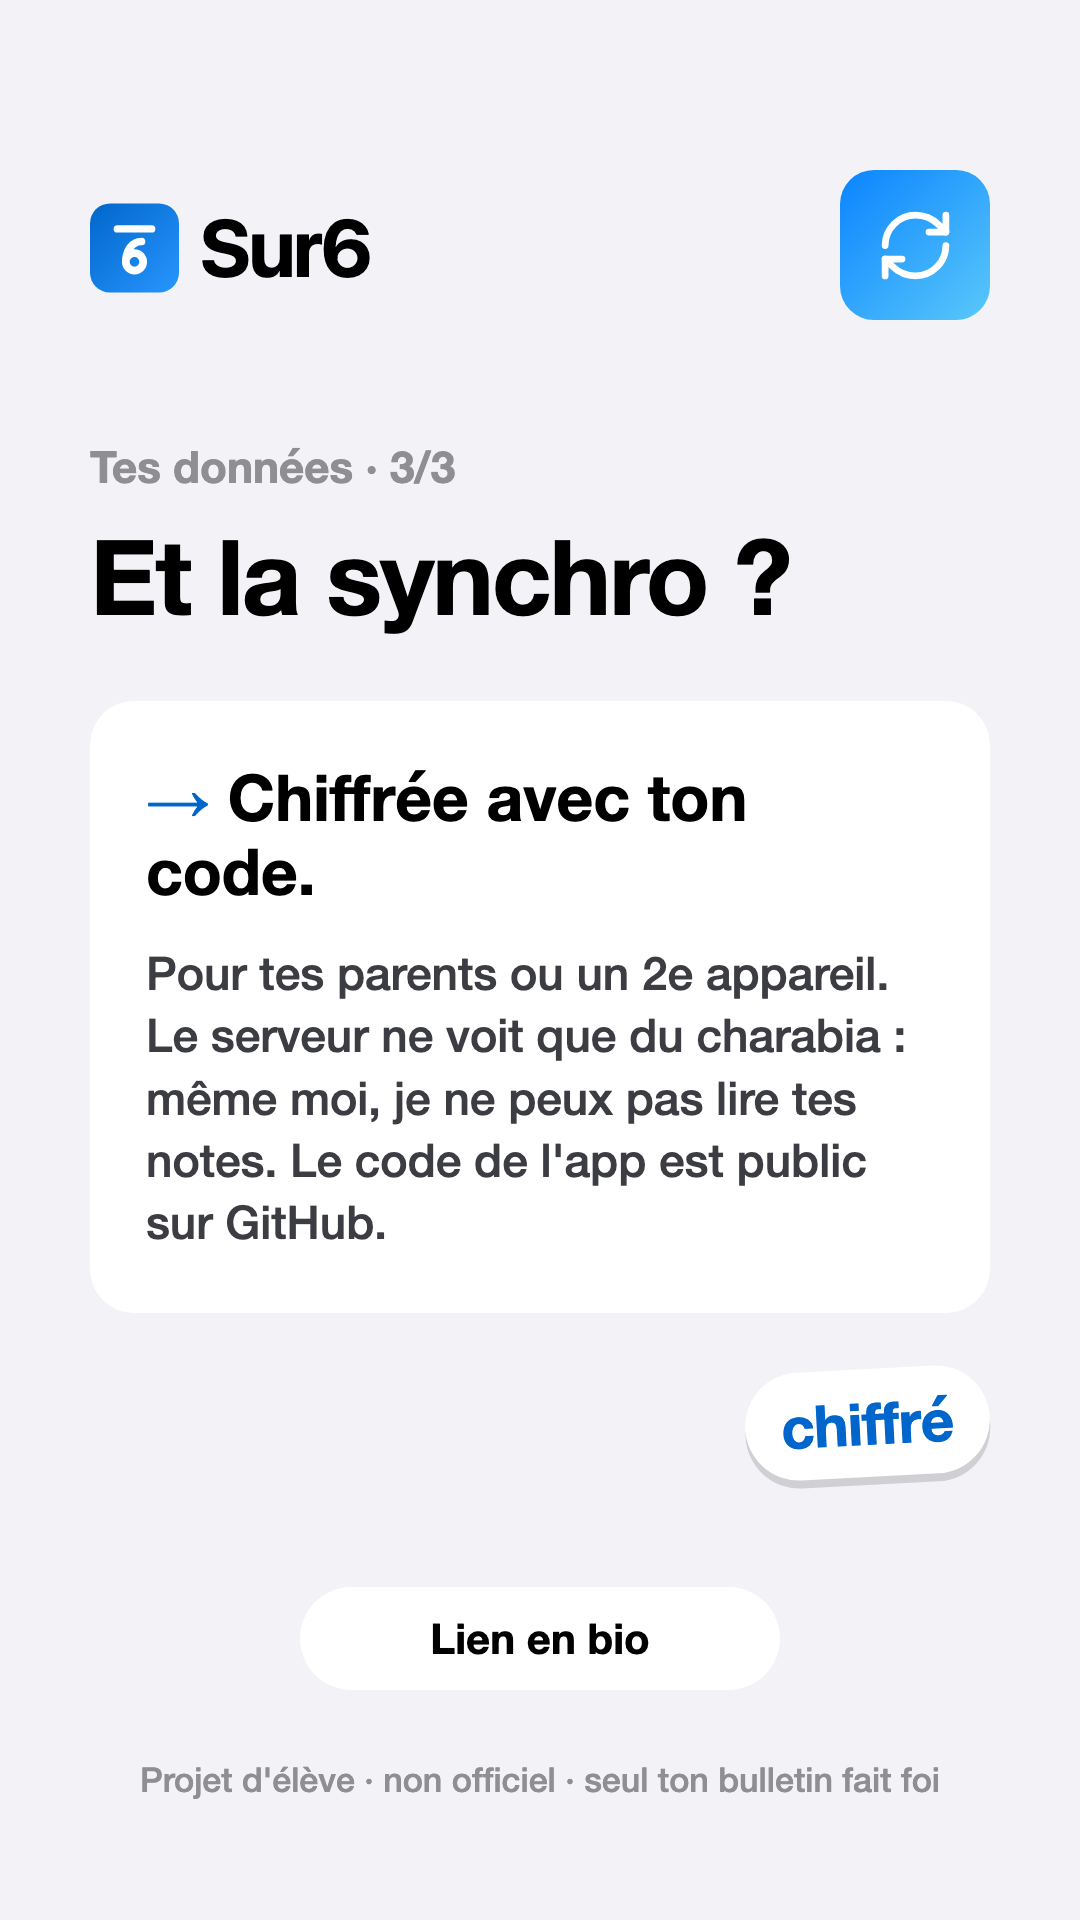 6 Sur6
Tes données · 3/3
Et la synchro ?
→ Chiffrée avec ton
code.
Pour tes parents ou un 2e appareil.
Le serveur ne voit que du charabia :
même moi, je ne peux pas lire tes
notes. Le code de l'app est public
sur GitHub.
chiffré
Lien en bio
Projet d'élève · non officiel · seul ton bulletin fait foi